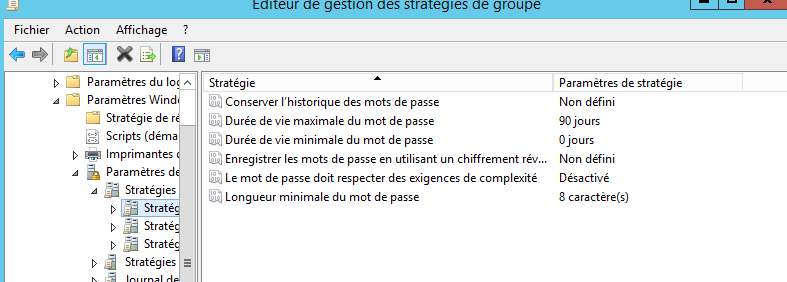 Editeur de gestion des stratégies de groupe
Fichier Action Affichage ?
Stratégie Paramètres de stratégie
Conserver l'historique des mots de passe Non défini
Durée de vie maximale du mot de passe 90 jours
Durée de vie minimale du mot de passe 0 jours
Enregistrer les mots de passe en utilisant un chiffrement rév... Non défini
Le mot de passe doit respecter des exigences de complexité Désactivé
Longueur minimale du mot de passe 8 caractère(s)
Paramètres du log
Paramètres Winde
Stratégie de ré
Scripts (déma
Imprimantes d
Paramètres de
Stratégies
Stratég
Stratég
Stratég
Stratégies
Journal de